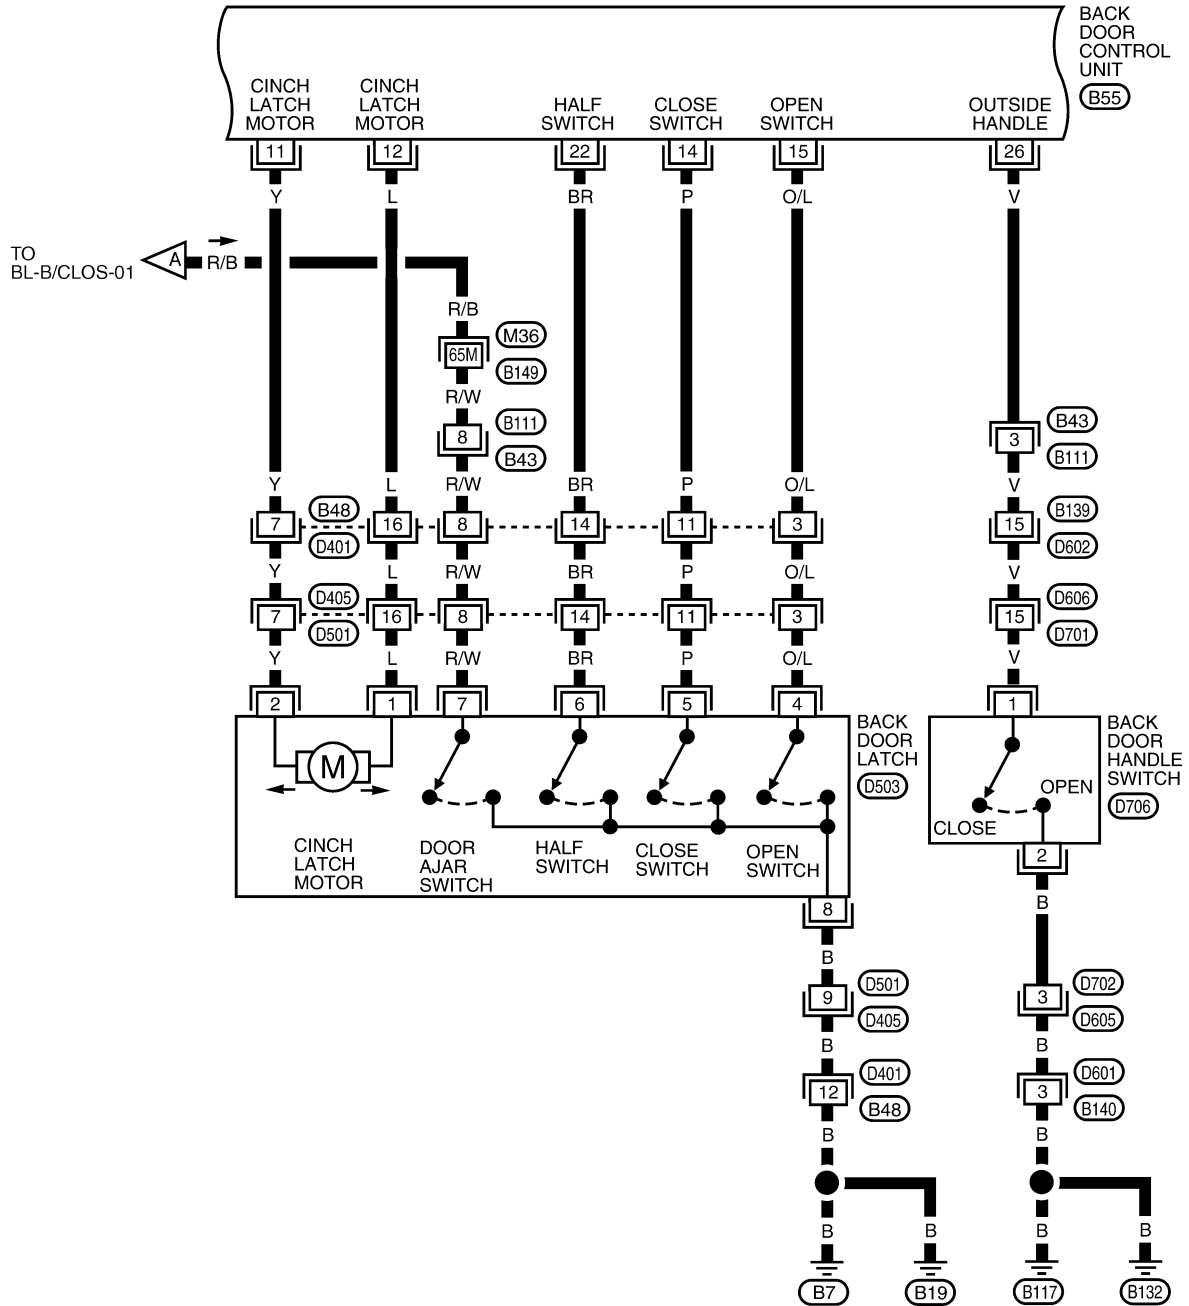 BACK
DOOR
CONTROL
UNIT
B55
CINCH
LATCH
MOTOR
CINCH
LATCH
MOTOR
HALF
SWITCH
CLOSE
SWITCH
OPEN
SWITCH
OUTSIDE
HANDLE
11 12 22 14 15 26
Y L BR P O/L V
TO
BL-B/CLOS-01
A R/B
R/B
65M M36
B149
R/W
8 B111
B43
3 B43
B111
Y L R/W BR P O/L V
7 B48 16 8 14 11 3 15 B139
D401 D602
Y L R/W BR P O/L V
7 D405 16 8 14 11 3 15 D606
D501 D701
Y L R/W BR P O/L V
2 1 7 6 5 4 1
BACK
DOOR
LATCH
D503
BACK
DOOR
HANDLE
SWITCH
D706
M
OPEN
CLOSE
CINCH
LATCH
MOTOR
DOOR
AJAR
SWITCH
HALF
SWITCH
CLOSE
SWITCH
OPEN
SWITCH
2
8
B
B
9 D501
D405
3 D702
D605
B B
12 D401
B48
3 D601
B140
B B
B B B B
B7 B19 B117 B132